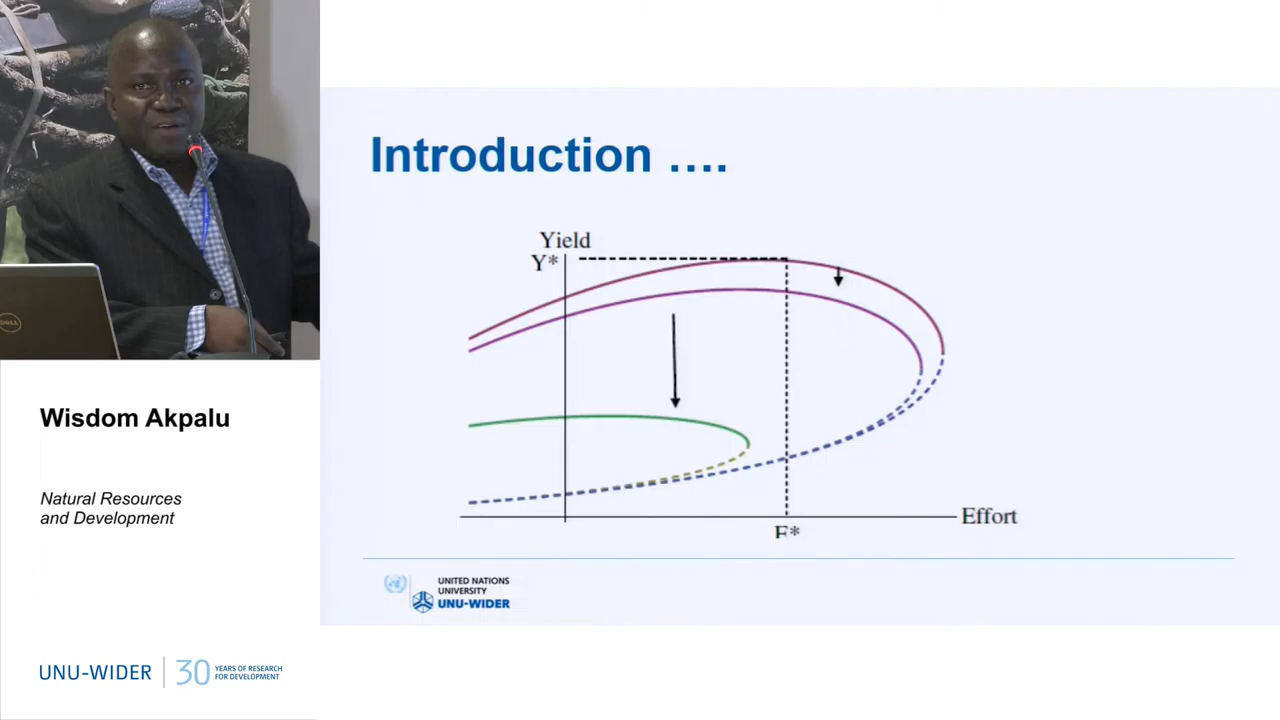 Introduction ....
Yield
Y*
Effort
E*
UNITED NATIONS
UNIVERSITY
UNU-WIDER
DELL
Wisdom Akpalu
Natural Resources
and Development
UNU-WIDER
30
YEARS OF RESEARCH
FOR DEVELOPMENT